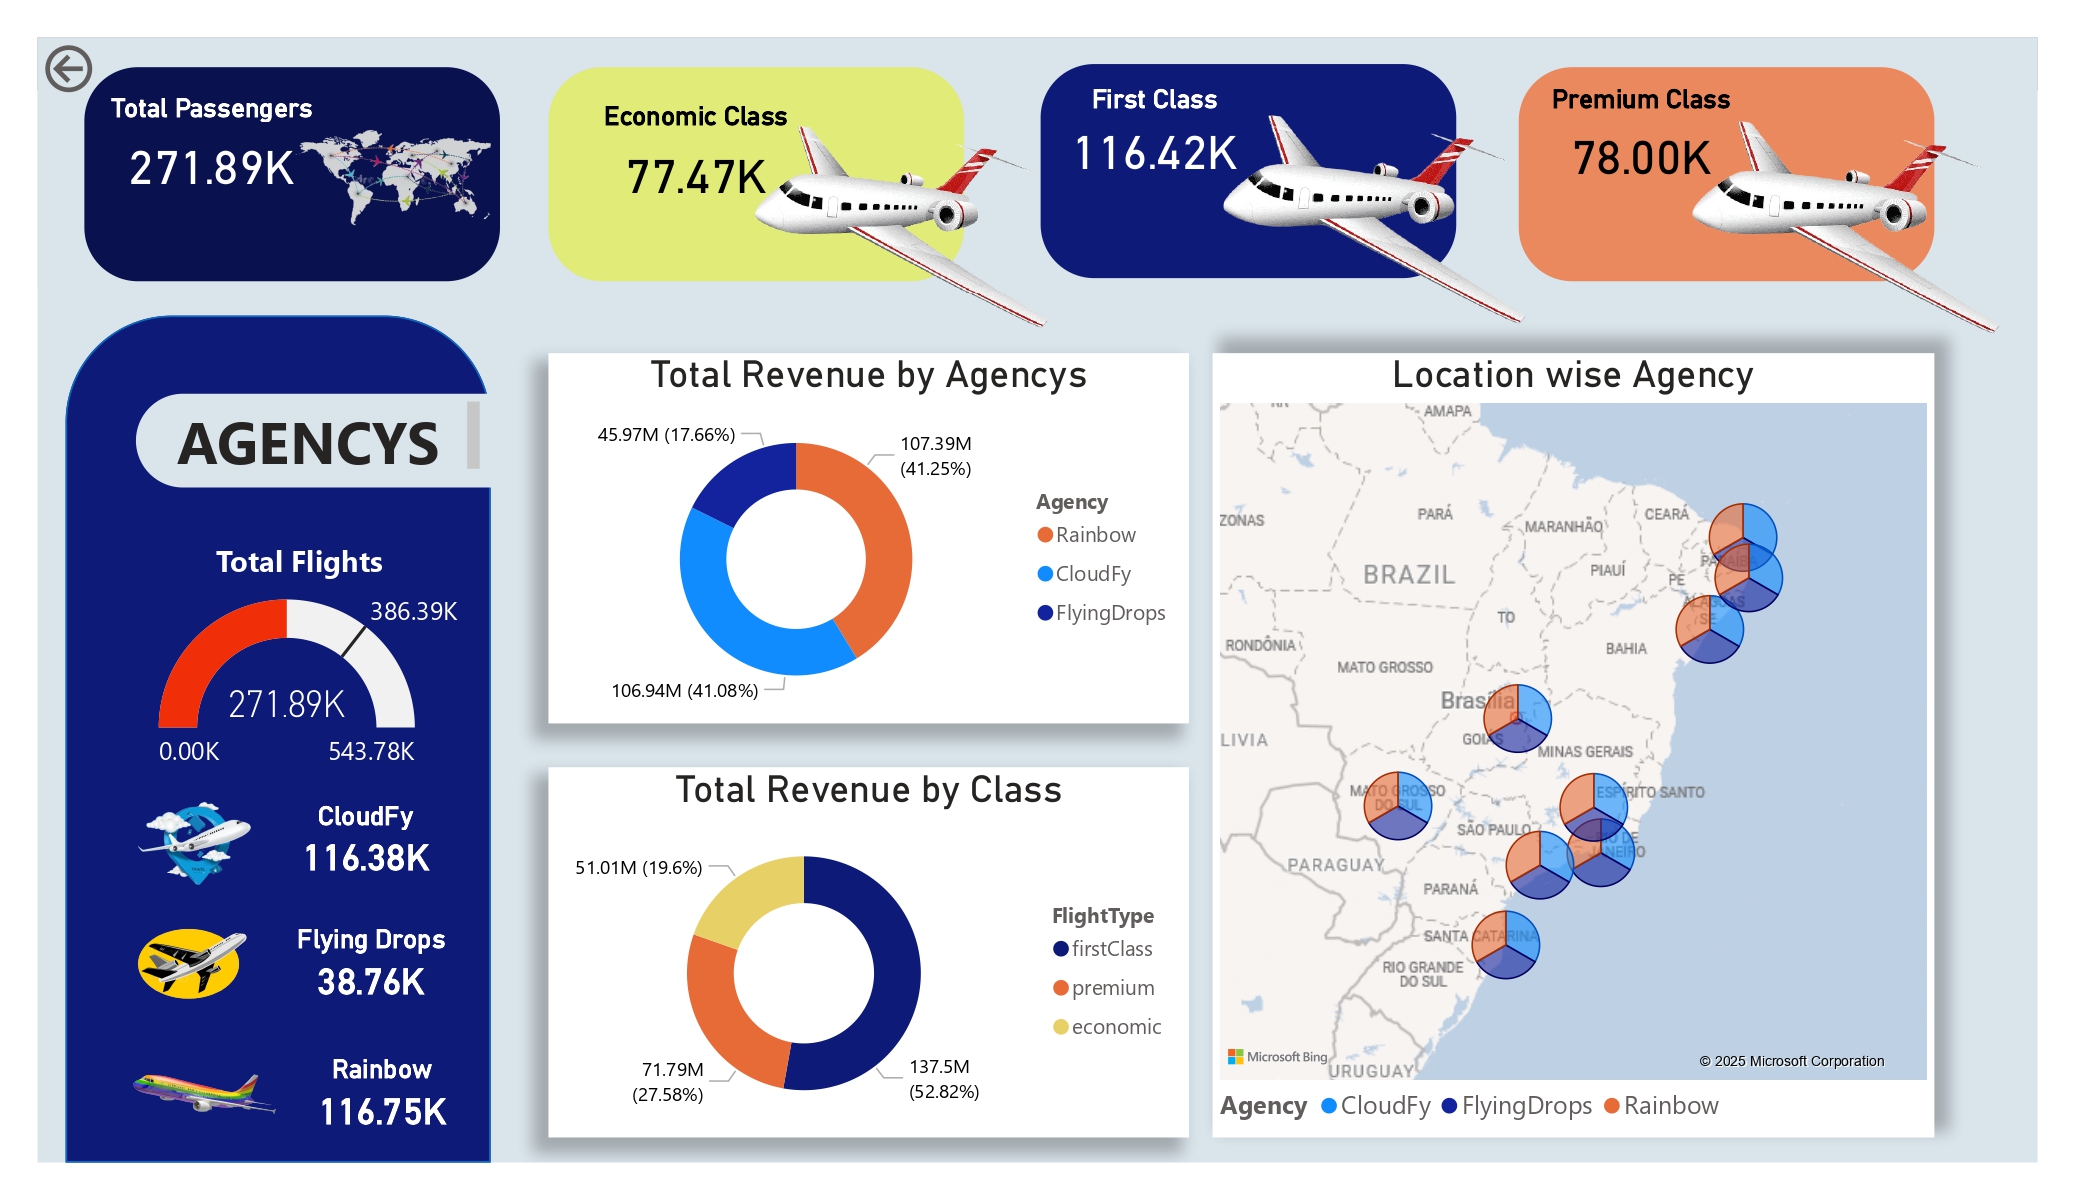 Total Passengers
271.89K
Economic Class
77.47K
First Class
116.42K
Premium Class
78.00K
AGENCYS
Total Flights
386.39K
271.89K
0.00K
543.78K
CloudFy
116.38K
Flying Drops
38.76K
Rainbow
116.75K
Total Revenue by Agencys
45.97M (17.66%)
107.39M
(41.25%)
106.94M (41.08%)
Agency
Rainbow
CloudFy
FlyingDrops
Total Revenue by Class
51.01M (19.6%)
71.79M
(27.58%)
137.5M
(52.82%)
FlightType
firstClass
premium
economic
Location wise Agency
AMAPÁ
ZONAS
PARÁ
MARANHÃO
CEARÁ
PARAÍBA
BRAZIL
PIAUÍ
PE
ALAGOAS
SE
TO
RONDÔNIA
MATO GROSSO
BAHIA
Brasília
LIVIA
GOIÁS
MINAS GERAIS
MATO GROSSO
DO SUL
ESPÍRITO SANTO
SÃO PAULO
RIO DE
JANEIRO
PARAGUAY
PARANÁ
SANTA CATARINA
RIO GRANDE
DO SUL
URUGUAY
Microsoft Bing
© 2025 Microsoft Corporation
Agency CloudFy FlyingDrops Rainbow